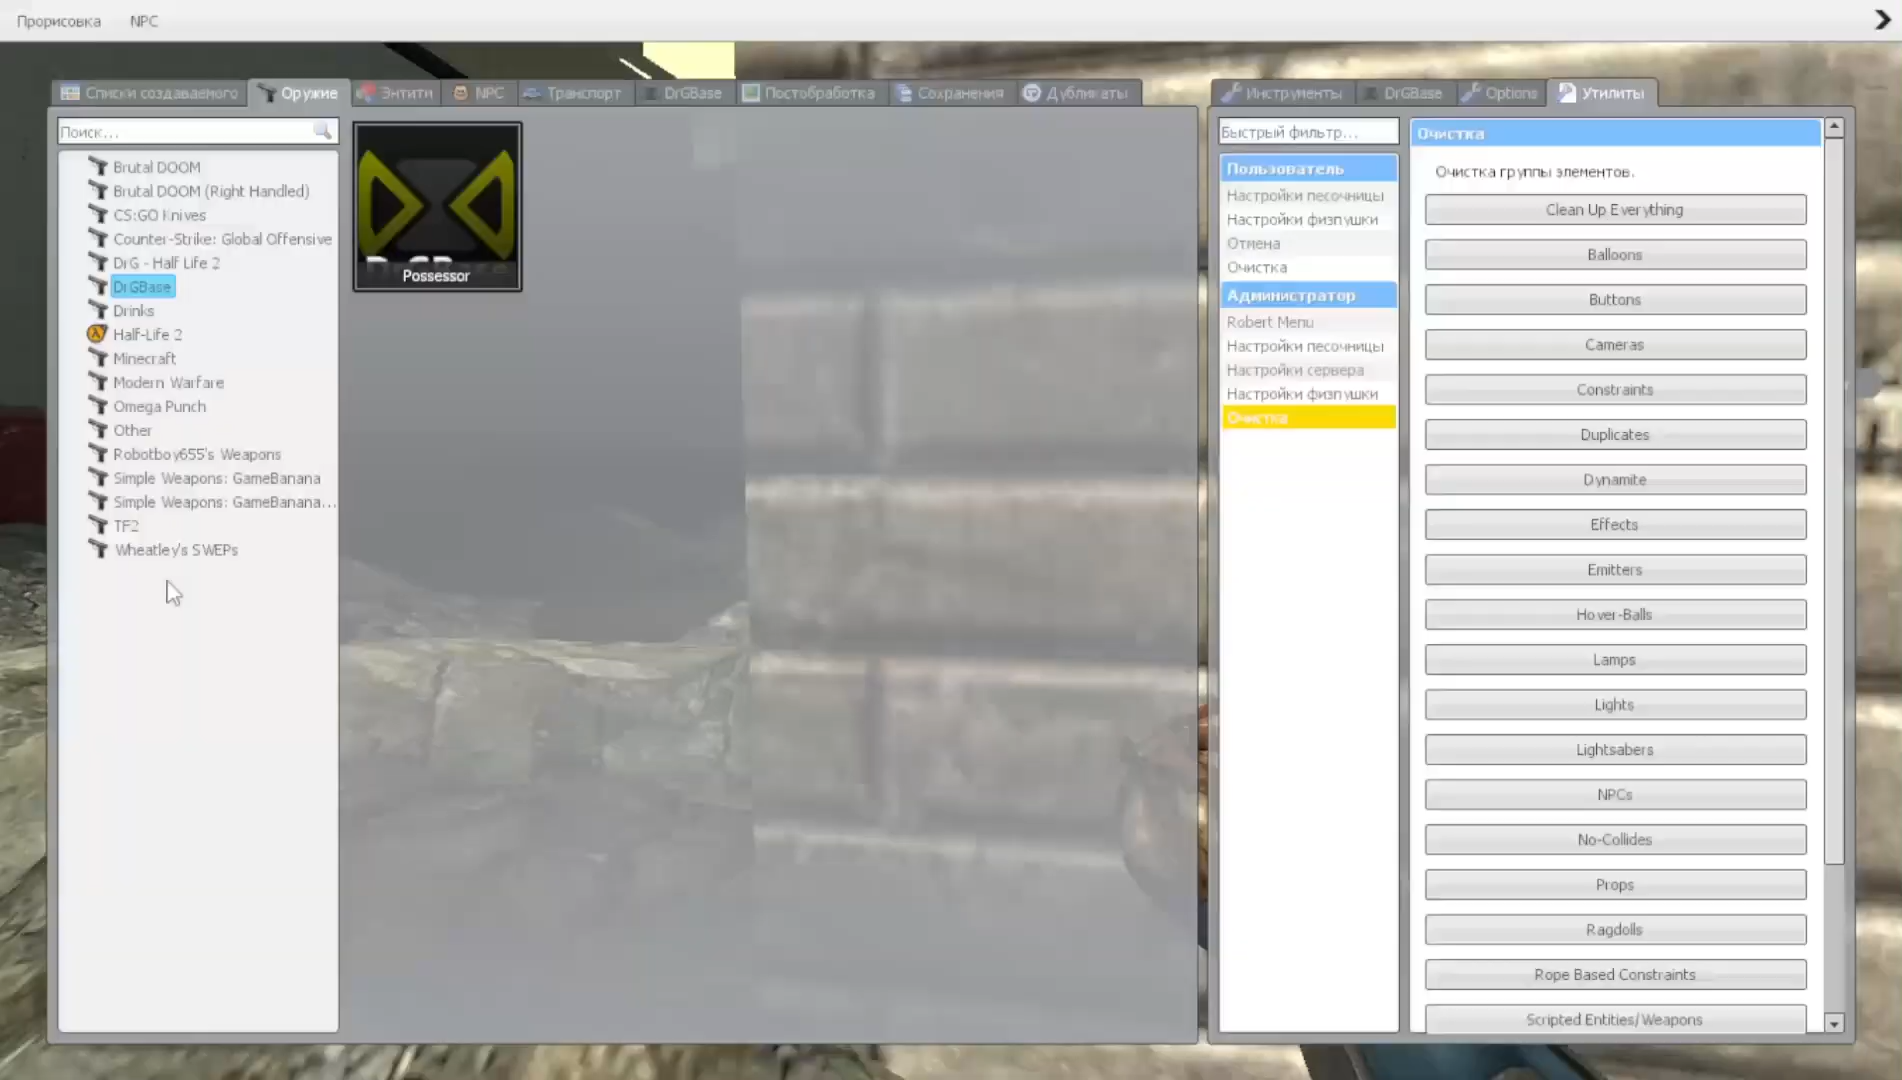 Прорисовка NPC
Списки создаваемого Оружие Энтити NPC Транспорт DrGBase Постобработка Сохранения Дубликаты
Инструменты DrGBase Options Утилиты
Поиск...
Brutal DOOM
Brutal DOOM (Right Handled)
CS:GO Knives
Counter-Strike: Global Offensive
DrG - Half Life 2
DrGBase
Drinks
Half-Life 2
Minecraft
Modern Warfare
Omega Punch
Other
Robotboy655's Weapons
Simple Weapons: GameBanana
Simple Weapons: GameBanana...
TF2
Wheatley's SWEPs
Possessor
Быстрый фильтр...
Пользователь
Настройки песочницы
Настройки физпушки
Отмена
Очистка
Администратор
Robert Menu
Настройки песочницы
Настройки сервера
Настройки физпушки
Очистка
Очистка
Очистка группы элементов.
Clean Up Everything
Balloons
Buttons
Cameras
Constraints
Duplicates
Dynamite
Effects
Emitters
Hover-Balls
Lamps
Lights
Lightsabers
NPCs
No-Collides
Props
Ragdolls
Rope Based Constraints
Scripted Entities/Weapons